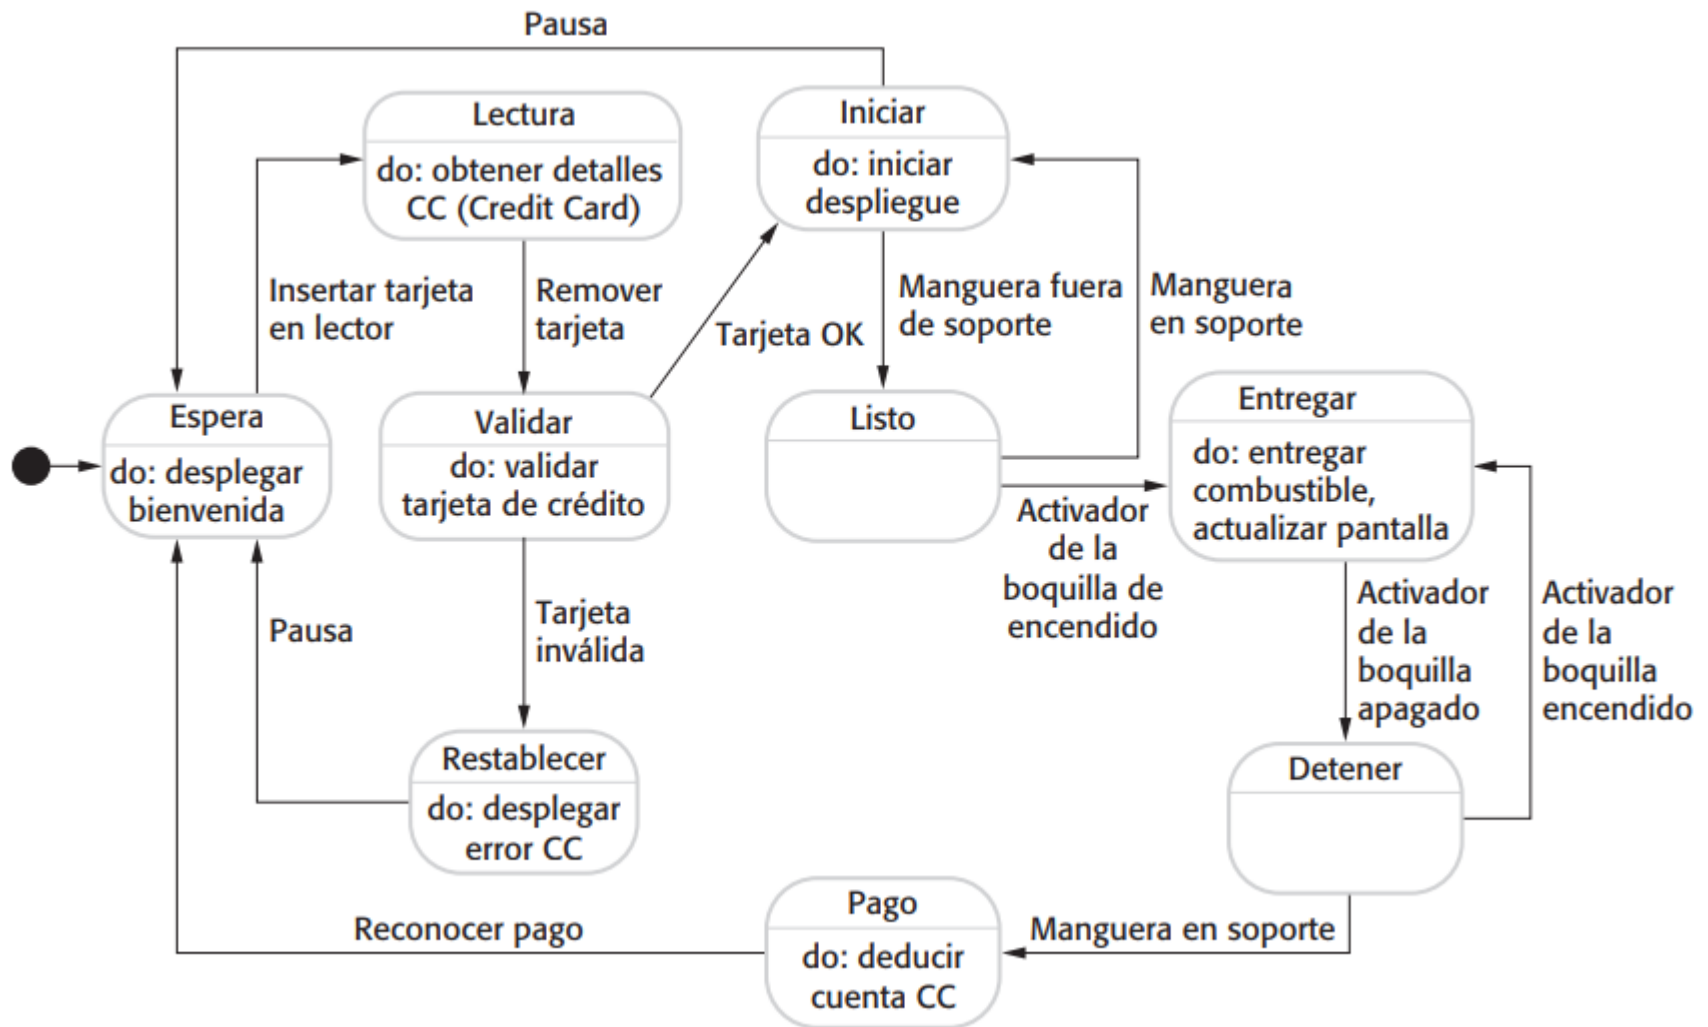 Pausa
Lectura
do: obtener detalles
CC (Credit Card)
Iniciar
do: iniciar
despliegue
Insertar tarjeta
en lector
Remover
tarjeta
Tarjeta OK
Manguera fuera
de soporte
Manguera
en soporte
Espera
do: desplegar
bienvenida
Validar
do: validar
tarjeta de crédito
Listo
Entregar
do: entregar
combustible,
actualizar pantalla
Activador
de la
boquilla de
encendido
Pausa
Tarjeta
inválida
Activador
de la
boquilla
apagado
Activador
de la
boquilla
encendido
Restablecer
do: desplegar
error CC
Detener
Reconocer pago
Pago
do: deducir
cuenta CC
Manguera en soporte